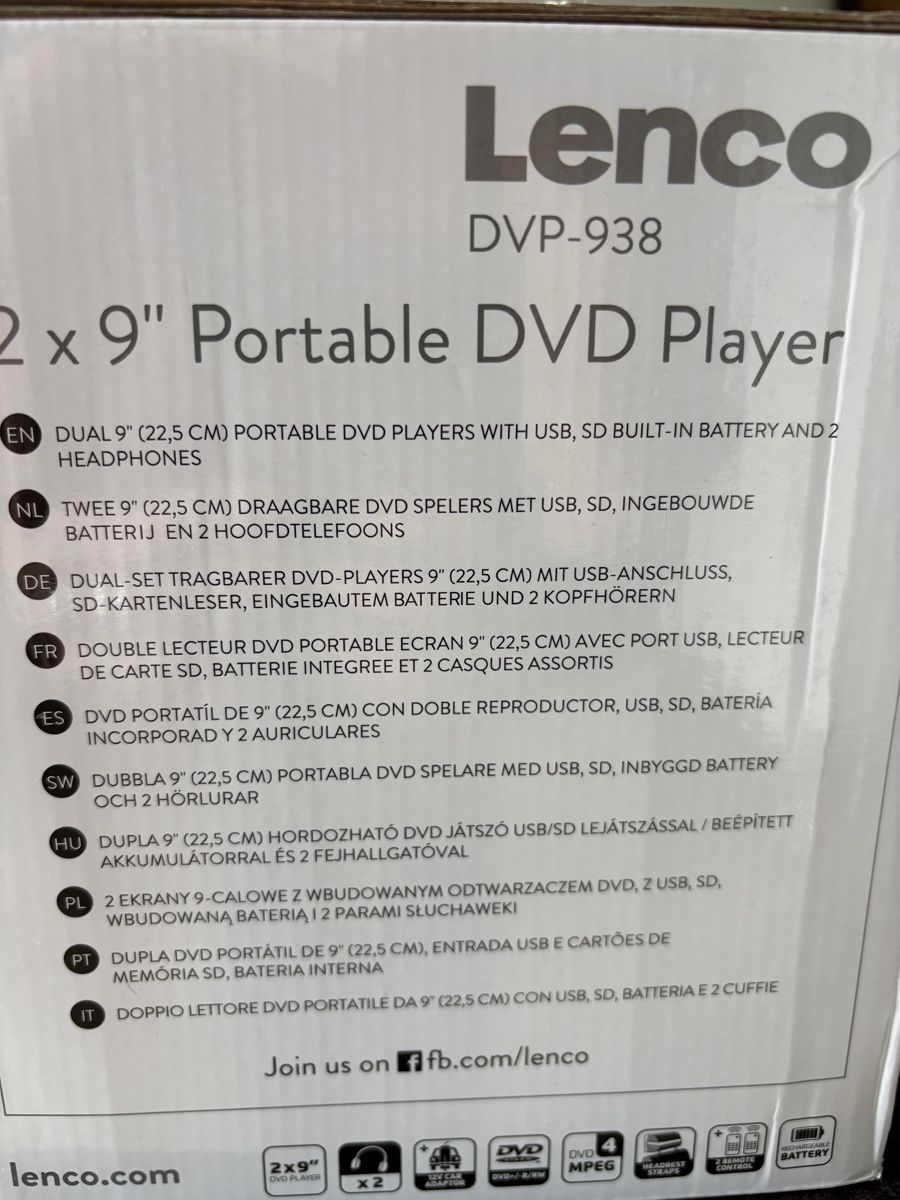 Lenco
DVP-938
2 x 9" Portable DVD Player
EN DUAL 9" (22,5 CM) PORTABLE DVD PLAYERS WITH USB, SD BUILT-IN BATTERY AND 2
HEADPHONES
NL TWEE 9" (22,5 CM) DRAAGBARE DVD SPELERS MET USB, SD, INGEBOUWDE
BATTERIJ EN 2 HOOFDTELEFOONS
DE DUAL-SET TRAGBARER DVD-PLAYERS 9" (22,5 CM) MIT USB-ANSCHLUSS,
SD-KARTENLESER, EINGEBAUTEM BATTERIE UND 2 KOPFHÖRERN
FR DOUBLE LECTEUR DVD PORTABLE ECRAN 9" (22,5 CM) AVEC PORT USB, LECTEUR
DE CARTE SD, BATTERIE INTEGREE ET 2 CASQUES ASSORTIS
ES DVD PORTATÍL DE 9" (22,5 CM) CON DOBLE REPRODUCTOR, USB, SD, BATERÍA
INCORPORAD Y 2 AURICULARES
SW DUBBLA 9" (22,5 CM) PORTABLA DVD SPELARE MED USB, SD, INBYGGD BATTERY
OCH 2 HÖRLURAR
HU DUPLA 9" (22,5 CM) HORDOZHATÓ DVD JÁTSZÓ USB/SD LEJÁTSZÁSSAL / BEÉPÍTETT
AKKUMULÁTORRAL ÉS 2 FEJHALLGATÓVAL
PL 2 EKRANY 9-CALOWE Z WBUDOWANYM ODTWARZACZEM DVD, Z USB, SD,
WBUDOWANĄ BATERIĄ I 2 PARAMI SŁUCHAWEKI
PT DUPLA DVD PORTÁTIL DE 9" (22,5 CM), ENTRADA USB E CARTÕES DE
MEMÓRIA SD, BATERIA INTERNA
IT DOPPIO LETTORE DVD PORTATILE DA 9" (22,5 CM) CON USB, SD, BATTERIA E 2 CUFFIE
Join us on f fb.com/lenco
lenco.com
2x9"
DVD PLAYER
x 2
+
12V CAR
ADAPTOR
DVD
DVD+/-R/RW
DVD 4
MPEG
HEADREST
STRAPS
+
2 REMOTE
CONTROL
RECHARGEABLE
BATTERY